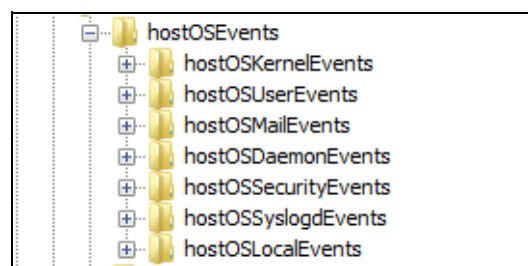 hostOSEvents
hostOSKernelEvents
hostOSUserEvents
hostOSMailEvents
hostOSDaemonEvents
hostOSSecurityEvents
hostOSSyslogdEvents
hostOSLocalEvents